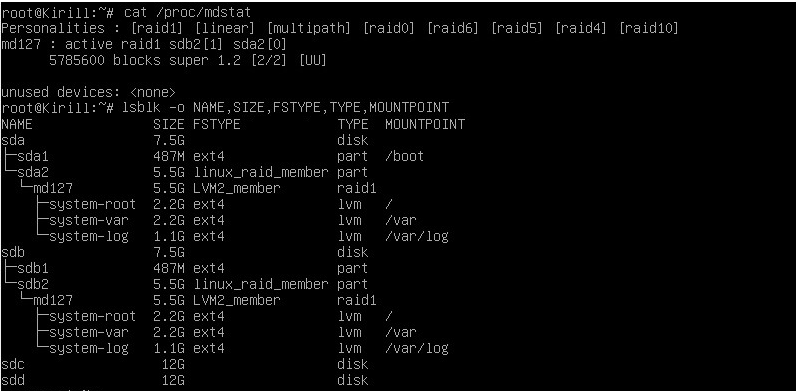 root@Kirill:~# cat /proc/mdstat
Personalities : [raid1] [linear] [multipath] [raid0] [raid6] [raid5] [raid4] [raid10]
md127 : active raid1 sdb2[1] sda2[0]
      5785600 blocks super 1.2 [2/2] [UU]

unused devices: <none>
root@Kirill:~# lsblk -o NAME,SIZE,FSTYPE,TYPE,MOUNTPOINT
NAME               SIZE FSTYPE            TYPE  MOUNTPOINT
sda                7.5G                   disk
├─sda1             487M ext4              part  /boot
└─sda2             5.5G linux_raid_member part
  └─md127          5.5G LVM2_member       raid1
    ├─system-root  2.2G ext4              lvm   /
    ├─system-var   2.2G ext4              lvm   /var
    └─system-log   1.1G ext4              lvm   /var/log
sdb                7.5G                   disk
├─sdb1             487M ext4              part
└─sdb2             5.5G linux_raid_member part
  └─md127          5.5G LVM2_member       raid1
    ├─system-root  2.2G ext4              lvm   /
    ├─system-var   2.2G ext4              lvm   /var
    └─system-log   1.1G ext4              lvm   /var/log
sdc                 12G                   disk
sdd                 12G                   disk